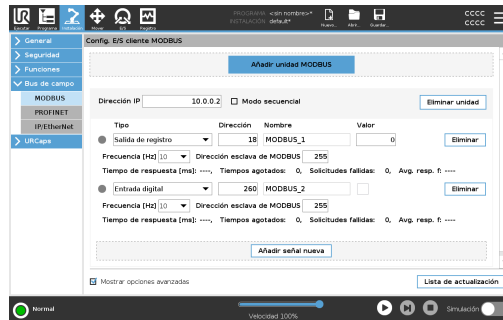 PROGRAMA <sin nombres>*
INSTALACIÓN default*
CCCC
CCCC
Ejecutar Programa Instalación Mover E/S Registro Nuevo... Abrir... Guardar...
General
Seguridad
Funciones
Bus de campo
MODBUS
PROFINET
IP/EtherNet
URCaps
Config. E/S cliente MODBUS
Añadir unidad MODBUS
Dirección IP 10.0.0.2 Modo secuencial Eliminar unidad
Tipo Dirección Nombre Valor
Salida de registro 18 MODBUS_1 0 Eliminar
Frecuencia [Hz] 10 Dirección esclava de MODBUS 255
Tiempo de respuesta [ms]: ----, Tiempos agotados: 0, Solicitudes fallidas: 0, Avg. resp. f: ----
Entrada digital 260 MODBUS_2 Eliminar
Frecuencia [Hz] 10 Dirección esclava de MODBUS 255
Tiempo de respuesta [ms]: ----, Tiempos agotados: 0, Solicitudes fallidas: 0, Avg. resp. f: ----
Añadir señal nueva
Mostrar opciones avanzadas Lista de actualización
Normal Velocidad 100% Simulación